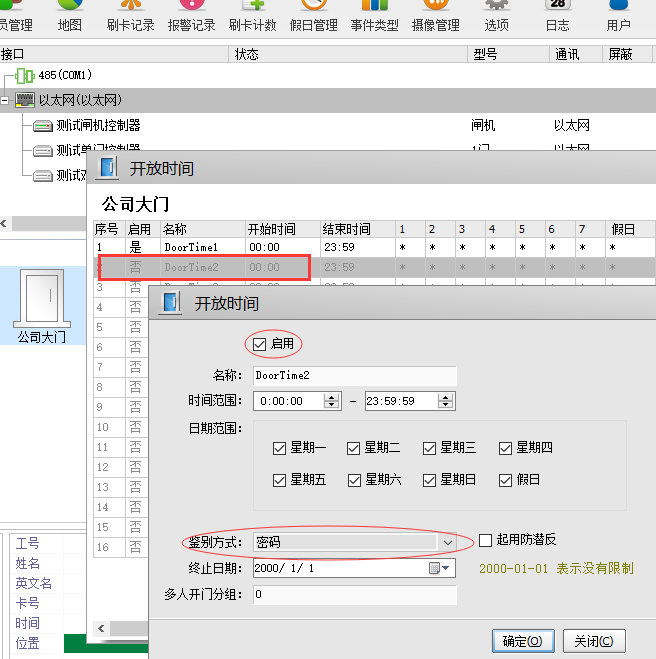 员管理 地图 刷卡记录 报警记录 刷卡计数 假日管理 事件类型 摄像管理 选项 日志 用户
接口 状态 型号 通讯 屏蔽
485(COM1)
以太网(以太网)
测试闸机控制器 闸机 以太网
测试单门控制器 1门 以太网
测试双
开放时间
公司大门
序号 启用 名称 开始时间 结束时间 1 2 3 4 5 6 7 假日
1 是 DoorTime1 00:00 23:59 * * * * * * * *
2 否 DoorTime2 00:00 23:59 * * * * * * * *
3 否
4 否
5 否
6 否
7 否
8 否
9 否
10 否
11 否
12 否
13 否
14 否
15 否
16 否
公司大门
开放时间
启用
名称: DoorTime2
时间范围: 0:00:00 - 23:59:59
日期范围:
星期一 星期二 星期三 星期四
星期五 星期六 星期日 假日
鉴别方式: 密码 起用防潜反
终止日期: 2000/ 1/ 1 2000-01-01 表示没有限制
多人开门分组: 0
确定(O) 关闭(C)
工号
姓名
英文名
卡号
时间
位置